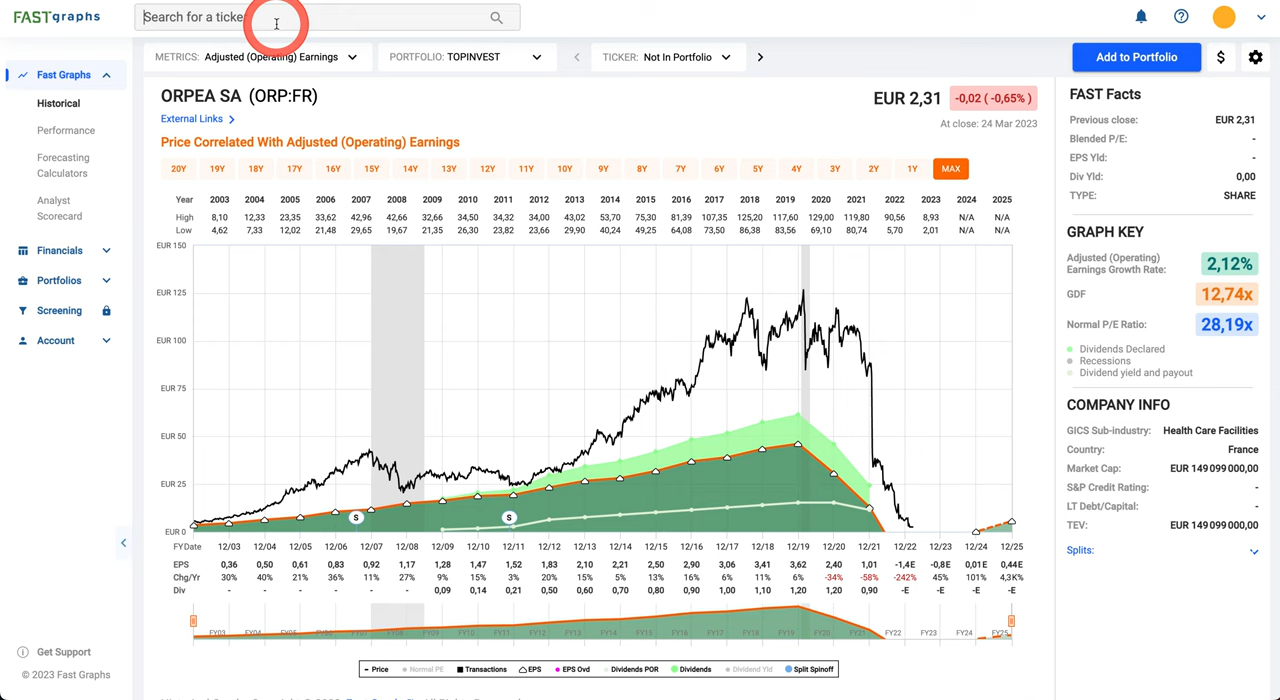 FASTgraphs
Search for a ticke
METRICS: Adjusted (Operating) Earnings
PORTFOLIO: TOPINVEST
TICKER: Not In Portfolio
Add to Portfolio
$
Fast Graphs
Historical
Performance
Forecasting
Calculators
Analyst
Scorecard
Financials
Portfolios
Screening
Account
Get Support
© 2023 Fast Graphs
ORPEA SA (ORP:FR)
External Links
EUR 2,31 -0,02 ( -0,65% )
At close: 24 Mar 2023
Price Correlated With Adjusted (Operating) Earnings
20Y 19Y 18Y 17Y 16Y 15Y 14Y 13Y 12Y 11Y 10Y 9Y 8Y 7Y 6Y 5Y 4Y 3Y 2Y 1Y MAX
Year 2003 2004 2005 2006 2007 2008 2009 2010 2011 2012 2013 2014 2015 2016 2017 2018 2019 2020 2021 2022 2023 2024 2025
High 8,10 12,33 23,35 33,62 42,96 42,66 32,66 34,50 34,32 34,00 43,02 53,70 75,30 81,39 107,35 125,20 117,60 129,00 119,80 90,56 8,93 N/A N/A
Low 4,62 7,33 12,02 21,48 29,65 19,67 21,35 26,30 23,82 23,66 29,90 40,24 49,25 64,08 73,50 86,38 83,56 69,10 80,74 5,70 2,01 N/A N/A
EUR 150
EUR 125
EUR 100
EUR 75
EUR 50
EUR 25
EUR 0
S S
FYDate 12/03 12/04 12/05 12/06 12/07 12/08 12/09 12/10 12/11 12/12 12/13 12/14 12/15 12/16 12/17 12/18 12/19 12/20 12/21 12/22 12/23 12/24 12/25
EPS 0,36 0,50 0,61 0,83 0,92 1,17 1,28 1,47 1,52 1,83 2,10 2,21 2,50 2,90 3,06 3,41 3,62 2,40 1,01 -1,4E -0,8E 0,01E 0,44E
Chg/Yr 30% 40% 21% 36% 11% 27% 9% 15% 3% 20% 15% 5% 13% 16% 6% 11% 6% -34% -58% -242% 45% 101% 4,3K%
Div - - - - - - 0,09 0,14 0,21 0,50 0,60 0,70 0,80 0,90 1,00 1,10 1,20 1,20 0,90 -E -E -E -E
FY03 FY04 FY05 FY06 FY07 FY08 FY09 FY10 FY11 FY12 FY13 FY14 FY15 FY16 FY17 FY18 FY19 FY20 FY21 FY22 FY23 FY24 FY25
Price Normal PE Transactions EPS EPS Ovd Dividends POR Dividends Dividend Yld Split Spinoff
FAST Facts
Previous close: EUR 2,31
Blended P/E: -
EPS Yld: -
Div Yld: 0,00
TYPE: SHARE
GRAPH KEY
Adjusted (Operating)
Earnings Growth Rate: 2,12%
GDF 12,74x
Normal P/E Ratio: 28,19x
Dividends Declared
Recessions
Dividend yield and payout
COMPANY INFO
GICS Sub-industry: Health Care Facilities
Country: France
Market Cap: EUR 149 099 000,00
S&P Credit Rating: -
LT Debt/Capital: -
TEV: EUR 149 099 000,00
Splits: